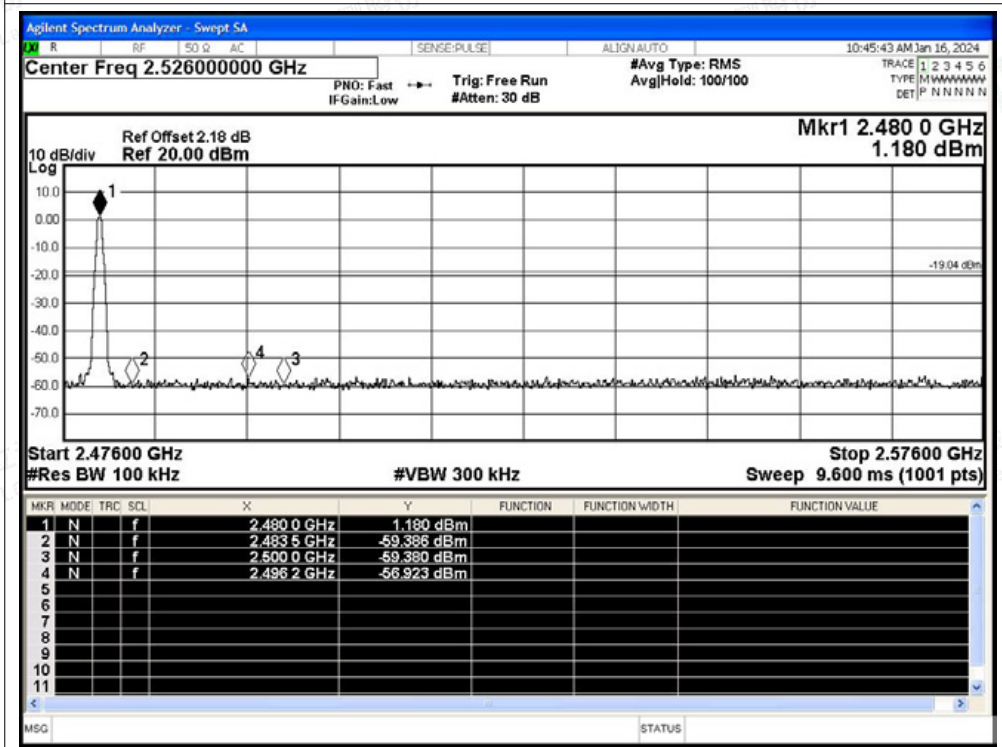 Agilent Spectrum Analyzer - Swept SA
LXI R RF 50 Ω AC SENSE:PULSE ALIGN AUTO 10:45:43 AM Jan 16, 2024
Center Freq 2.526000000 GHz
PNO: Fast
IFGain:Low
Trig: Free Run
#Atten: 30 dB
#Avg Type: RMS
Avg|Hold: 100/100
TRACE 1 2 3 4 5 6
TYPE M WWWWW
DET P N N N N N
Ref Offset 2.18 dB
10 dB/div Ref 20.00 dBm
Log
Mkr1 2.480 0 GHz
1.180 dBm
10.0
0.00
-10.0
-20.0
-30.0
-40.0
-50.0
-60.0
-70.0
1
2
4
3
-19.04 dBm
Start 2.47600 GHz Stop 2.57600 GHz
#Res BW 100 kHz #VBW 300 kHz Sweep 9.600 ms (1001 pts)
MKR MODE TRC SCL X Y FUNCTION FUNCTION WIDTH FUNCTION VALUE
1 N f 2.480 0 GHz 1.180 dBm
2 N f 2.483 5 GHz -59.386 dBm
3 N f 2.500 0 GHz -59.380 dBm
4 N f 2.496 2 GHz -56.923 dBm
5
6
7
8
9
10
11
MSG STATUS